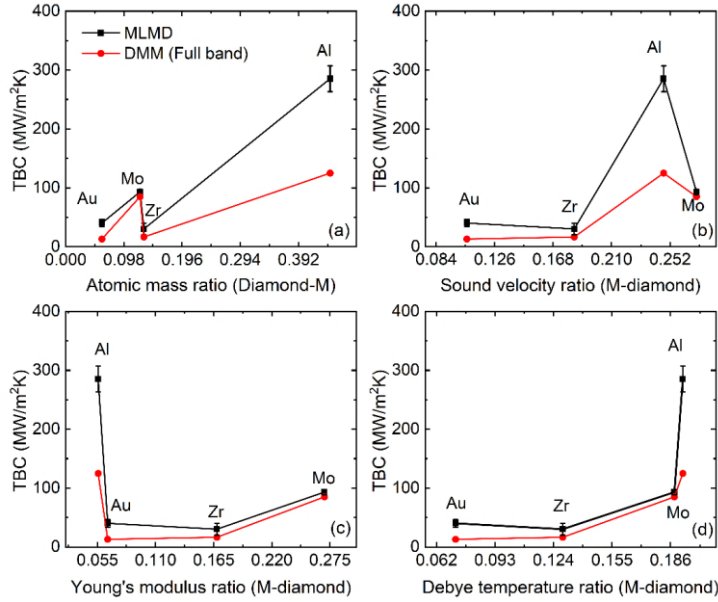 400
300
200
100
0
TBC (MW/m²K)
MLMD
DMM (Full band)
Au
Mo
Zr
Al
(a)
0.000 0.098 0.196 0.294 0.392
Atomic mass ratio (Diamond-M)
400
300
200
100
0
TBC (MW/m²K)
Au
Zr
Al
Mo
(b)
0.084 0.126 0.168 0.210 0.252
Sound velocity ratio (M-diamond)
400
300
200
100
0
TBC (MW/m²K)
Al
Au
Zr
Mo
(c)
0.055 0.110 0.165 0.220 0.275
Young's modulus ratio (M-diamond)
400
300
200
100
0
TBC (MW/m²K)
Au
Zr
Al
Mo
(d)
0.062 0.093 0.124 0.155 0.186
Debye temperature ratio (M-diamond)